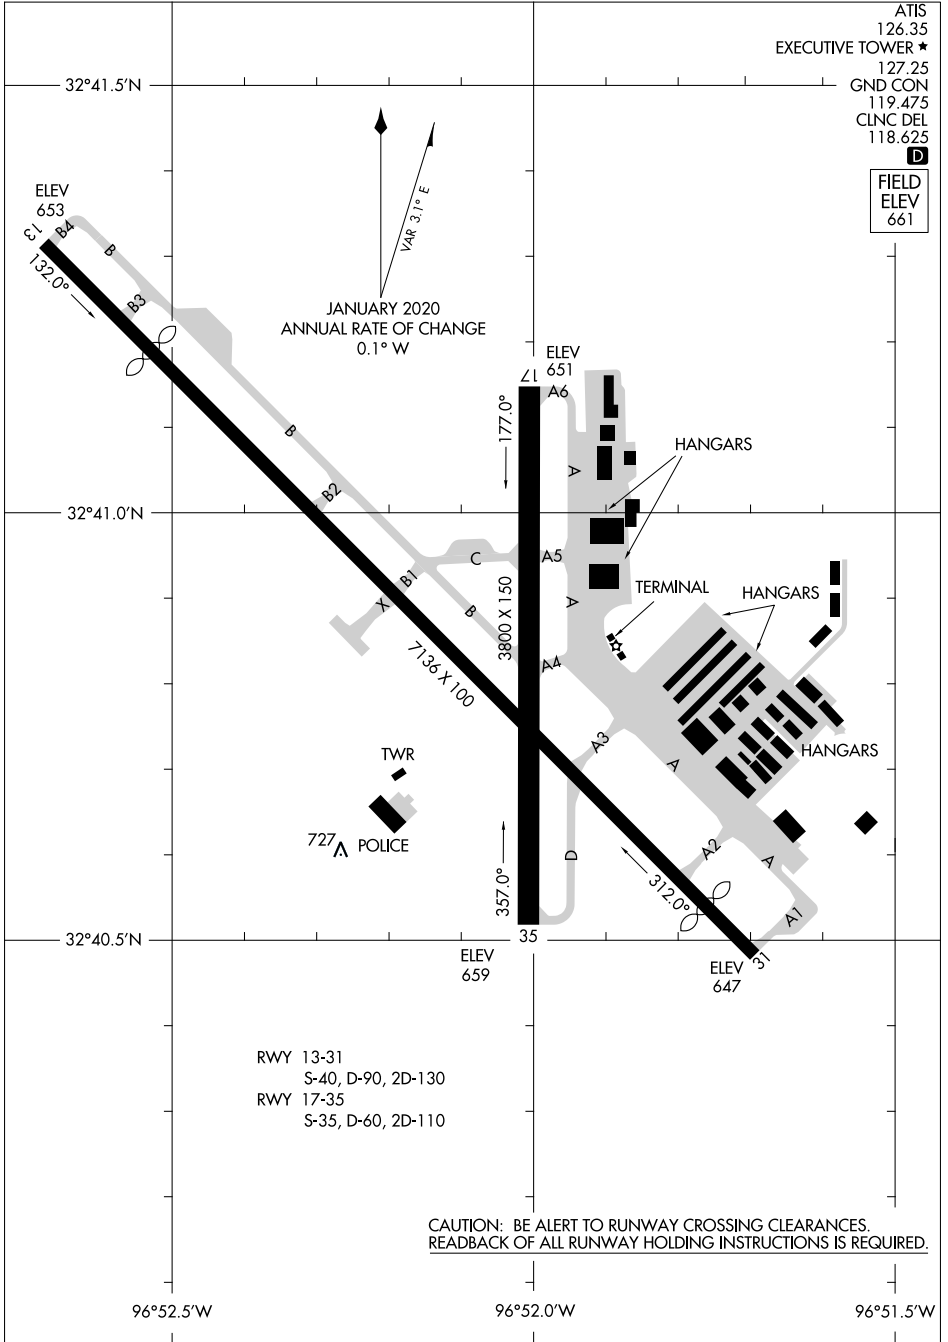 ATIS
126.35
EXECUTIVE TOWER ★
127.25
GND CON
119.475
CLNC DEL
118.625
D
FIELD
ELEV
661
32°41.5'N
ELEV
653
13
B4
B
132.0°
B3
VAR 3.1° E
JANUARY 2020
ANNUAL RATE OF CHANGE
0.1° W
ELEV
651
17
A6
177.0°
HANGARS
B
A
B2
32°41.0'N
C
A5
B1
X
B
A
TERMINAL
HANGARS
3800 X 150
7136 X 100
A4
A3
A
HANGARS
TWR
727
POLICE
D
A2
A
357.0°
312.0°
A1
32°40.5'N
35
31
ELEV
659
ELEV
647
RWY 13-31
S-40, D-90, 2D-130
RWY 17-35
S-35, D-60, 2D-110
CAUTION: BE ALERT TO RUNWAY CROSSING CLEARANCES.
READBACK OF ALL RUNWAY HOLDING INSTRUCTIONS IS REQUIRED.
96°52.5'W
96°52.0'W
96°51.5'W